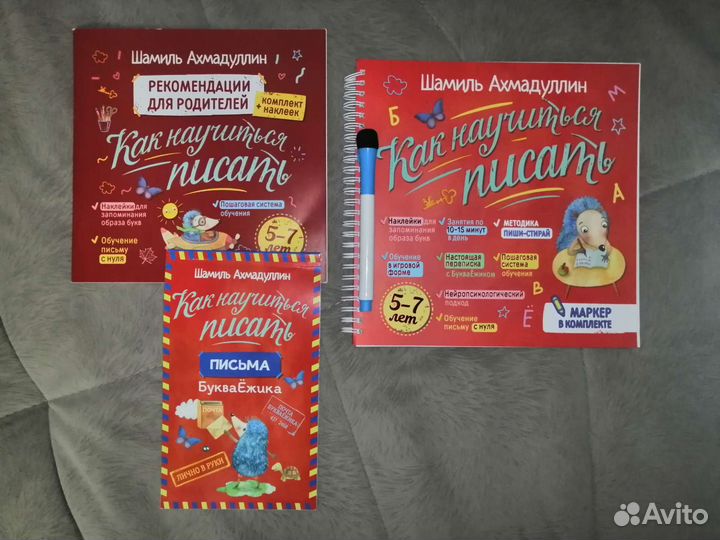 Шамиль Ахмадуллин
РЕКОМЕНДАЦИИ
ДЛЯ РОДИТЕЛЕЙ
+ КОМПЛЕКТ
НАКЛЕЕК
Как научиться
писать
Наклейки для
запоминания
образа букв
Пошаговая система
обучения
Обучение
письму с нуля
5–7
лет
Шамиль Ахмадуллин
Как научиться
писать
ПИСЬМА
БукваЁжика
ПОЧТА
ПОЧТА
БУКВАЁЖИКА
ЛИЧНО В РУКИ
Шамиль Ахмадуллин
Б
М
Как научиться
писать
А
Наклейки для
запоминания
образа букв
Занятия по
10–15 минут
в день
МЕТОДИКА
ПИШИ-СТИРАЙ
Обучение
в игровой
форме
Настоящая
переписка
с БукваЁжиком
Пошаговая
система
обучения
В
5–7
лет
Нейропсихологический
подход
Обучение письму с нуля
Ё
МАРКЕР
В КОМПЛЕКТЕ
Avito